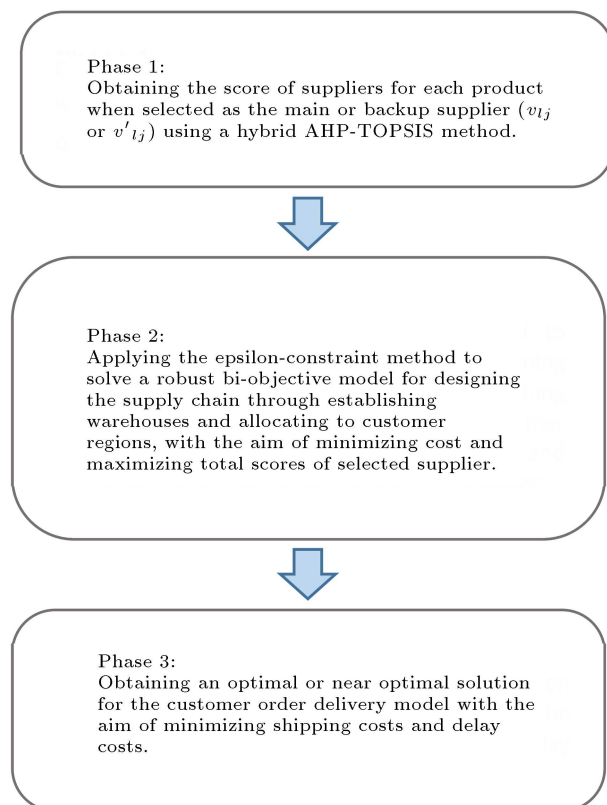 Phase 1:
Obtaining the score of suppliers for each product
when selected as the main or backup supplier (v_{lj}
or v'_{lj}) using a hybrid AHP-TOPSIS method.
Phase 2:
Applying the epsilon-constraint method to
solve a robust bi-objective model for designing
the supply chain through establishing
warehouses and allocating to customer
regions, with the aim of minimizing cost and
maximizing total scores of selected supplier.
Phase 3:
Obtaining an optimal or near optimal solution
for the customer order delivery model with the
aim of minimizing shipping costs and delay
costs.